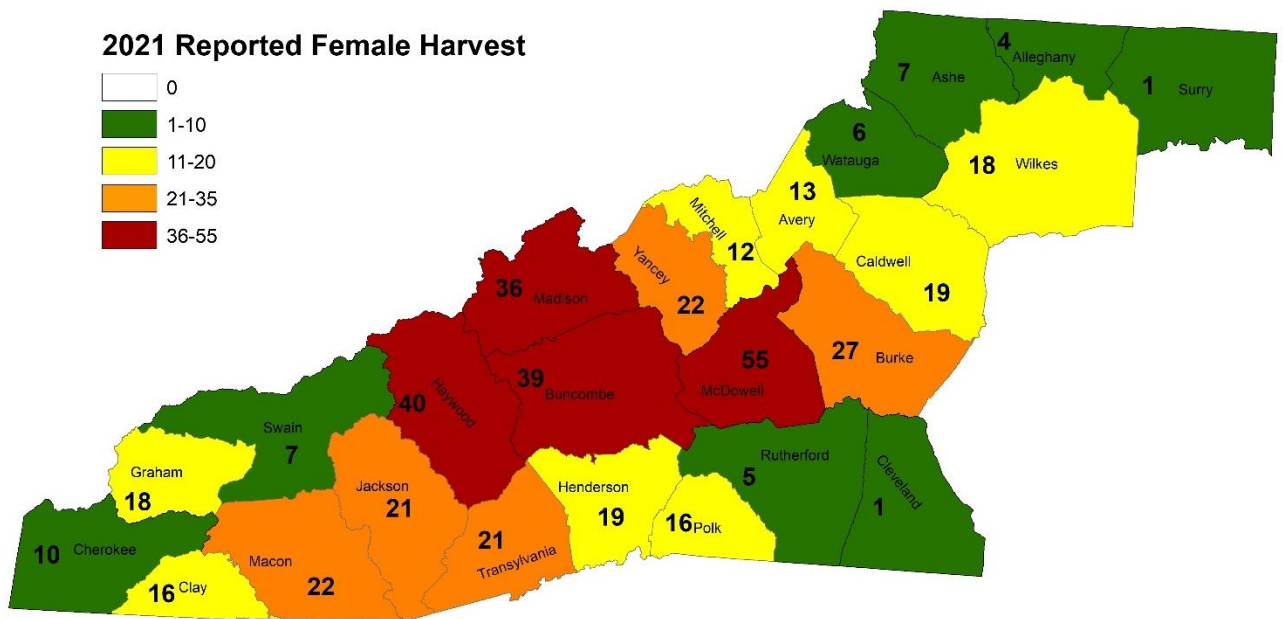 2021 Reported Female Harvest
0
1-10
11-20
21-35
36-55
4
Alleghany
7 Ashe
1 Surry
6
Watauga
18 Wilkes
13
Avery
Mitchell
12
Caldwell
19
Yancey
22
36
Madison
55
McDowell
27 Burke
39
Buncombe
40 Haywood
Swain
7
Graham
18
Jackson
21
Henderson
19
Rutherford
5
Cleveland
1
16 Polk
21
Transylvania
10 Cherokee
Macon
22
16 Clay